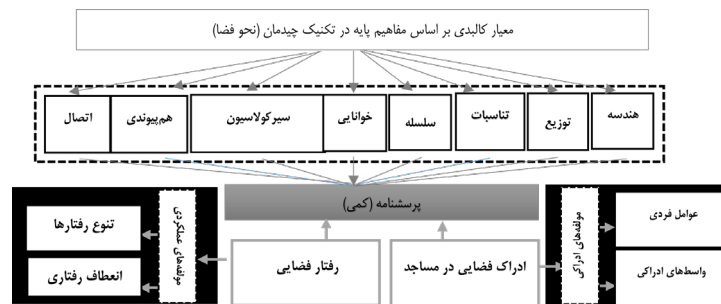 معیار کالبدی بر اساس مفاهیم پایه در تکنیک چیدمان (نحو فضا)
هندسه
توزیع
تناسبات
سلسله
خوانایی
سیرکولاسیون
هم‌پیوندی
اتصال
پرسشنامه (کمی)
عوامل فردی
واسط‌های ادراکی
مولفه‌های ادراکی
ادراک فضایی در مساجد
رفتار فضایی
مولفه‌های عملکردی
تنوع رفتارها
انعطاف رفتاری